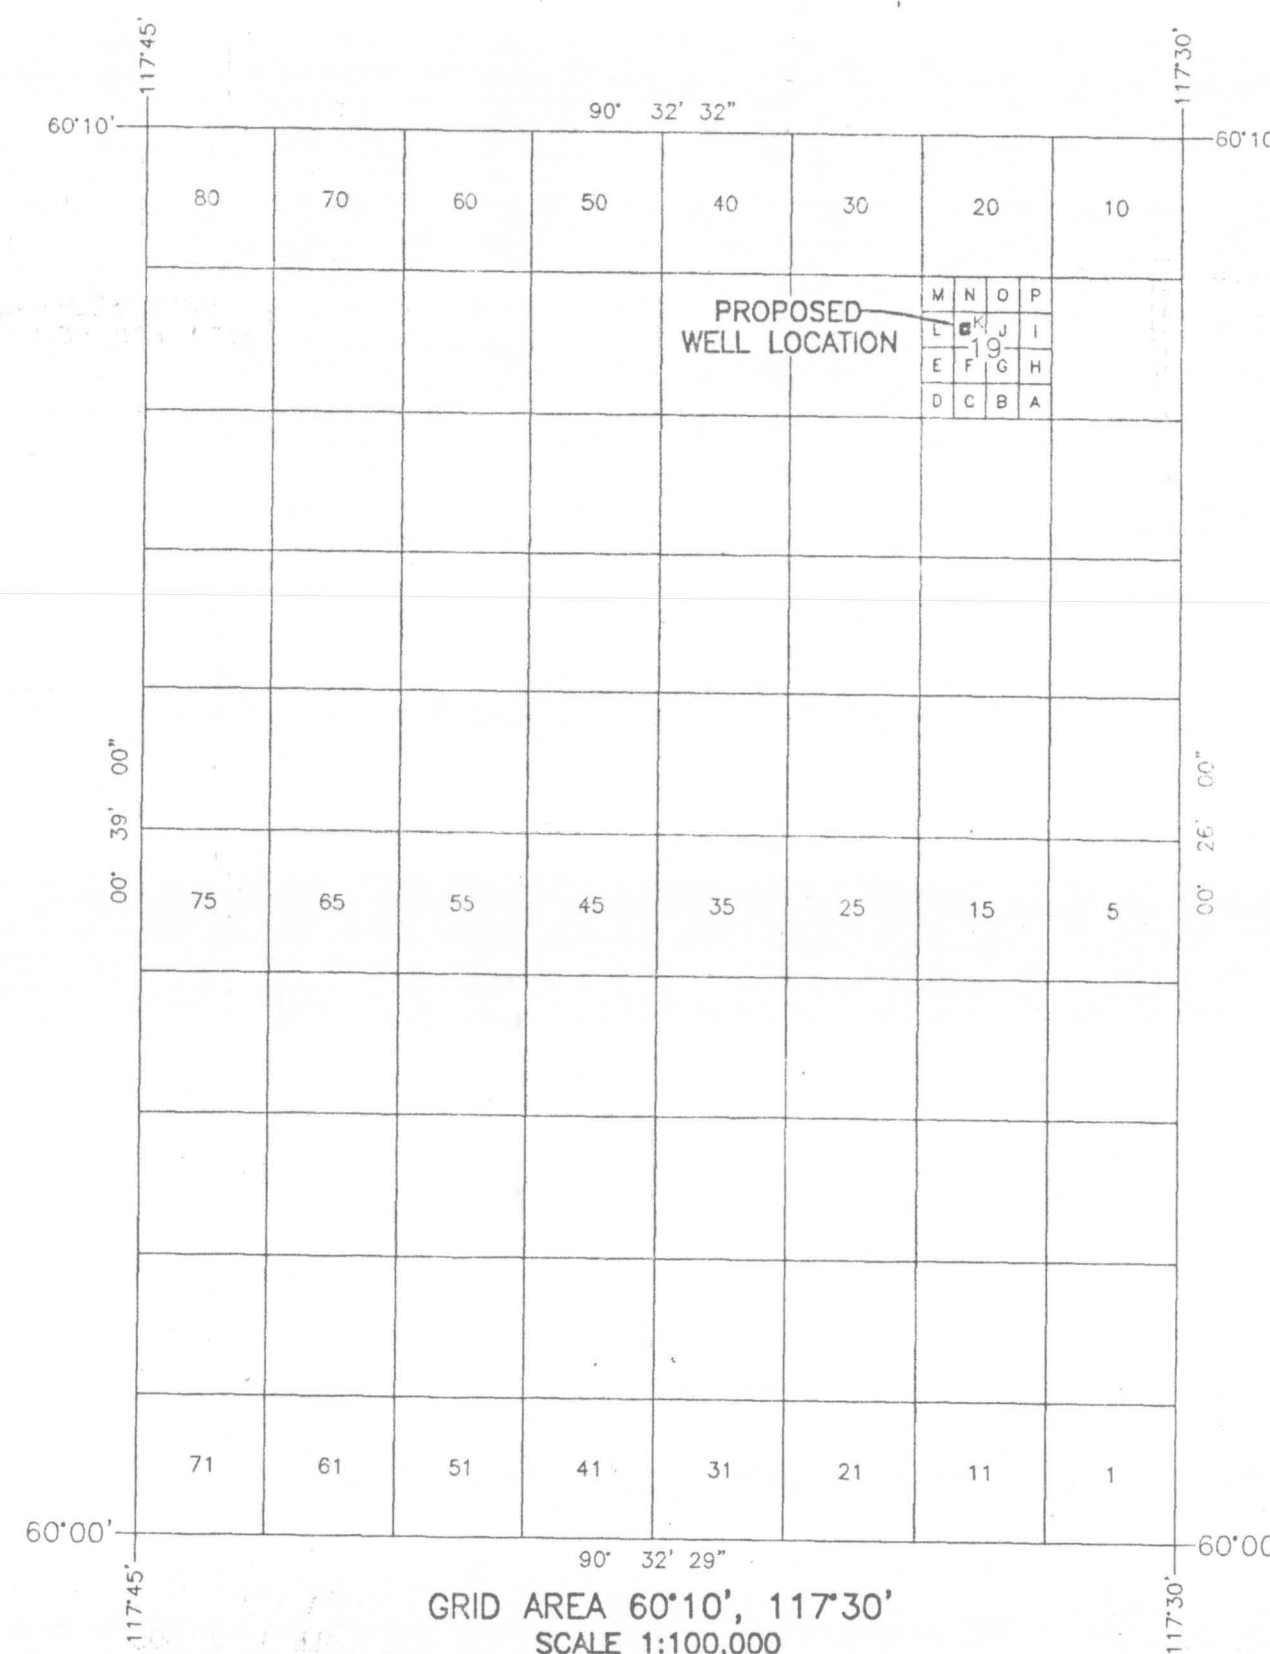 117°45'
117°30'
90° 32' 32"
60°10'
60°10
80 70 60 50 40 30 20 10
M N O P
PROPOSED
WELL LOCATION
L K J I
19
E F G H
D C B A
00° 39' 00"
00° 26' 00"
75 65 55 45 35 25 15 5
71 61 51 41 31 21 11 1
60°00'
60°00
90° 32' 29"
117°45'
117°30'
GRID AREA 60°10', 117°30'
SCALE 1:100,000